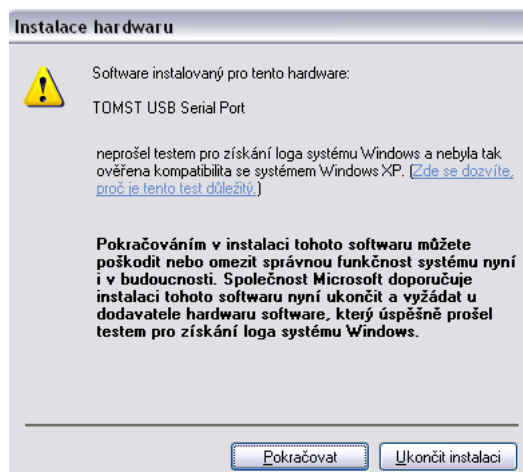 Instalace hardwaru
Software instalovaný pro tento hardware:
TOMST USB Serial Port
neprošel testem pro získání loga systému Windows a nebyla tak
ověřena kompatibilita se systémem Windows XP. (Zde se dozvíte,
proč je tento test důležitý.)
Pokračováním v instalaci tohoto softwaru můžete
poškodit nebo omezit správnou funkčnost systému nyní
i v budoucnosti. Společnost Microsoft doporučuje
instalaci tohoto softwaru nyní ukončit a vyžádat u
dodavatele hardwaru software, který úspěšně prošel
testem pro získání loga systému Windows.
Pokračovat
Ukončit instalaci